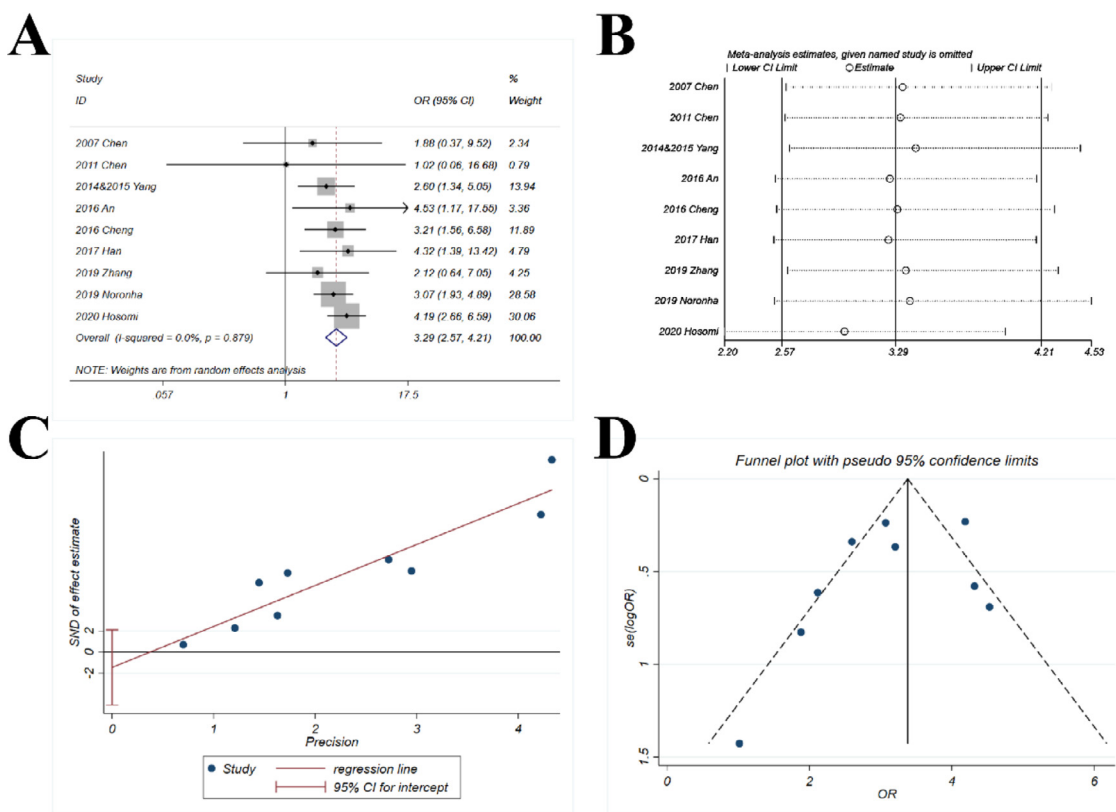 A
Study %
ID OR (95% CI) Weight
2007 Chen 1.88 (0.37, 9.52) 2.34
2011 Chen 1.02 (0.06, 16.68) 0.79
2014&2015 Yang 2.60 (1.34, 5.05) 13.94
2016 An 4.53 (1.17, 17.55) 3.36
2016 Cheng 3.21 (1.56, 6.58) 11.89
2017 Han 4.32 (1.39, 13.42) 4.79
2019 Zhang 2.12 (0.64, 7.05) 4.25
2019 Noronha 3.07 (1.93, 4.89) 28.58
2020 Hosomi 4.19 (2.66, 6.59) 30.06
Overall (I-squared = 0.0%, p = 0.879) 3.29 (2.57, 4.21) 100.00
NOTE: Weights are from random effects analysis
057 1 17.5
B
Meta-analysis estimates, given named study is omitted
Lower CI Limit Estimate Upper CI Limit
2007 Chen
2011 Chen
2014&2015 Yang
2016 An
2016 Cheng
2017 Han
2019 Zhang
2019 Noronha
2020 Hosomi
2.20 2.57 3.29 4.21 4.53
C
SND of effect estimate
2
0
-2
0 1 2 3 4
Precision
Study regression line
95% CI for intercept
D
Funnel plot with pseudo 95% confidence limits
se(logOR)
0
.5
1
1.5
0 2 4 6
OR